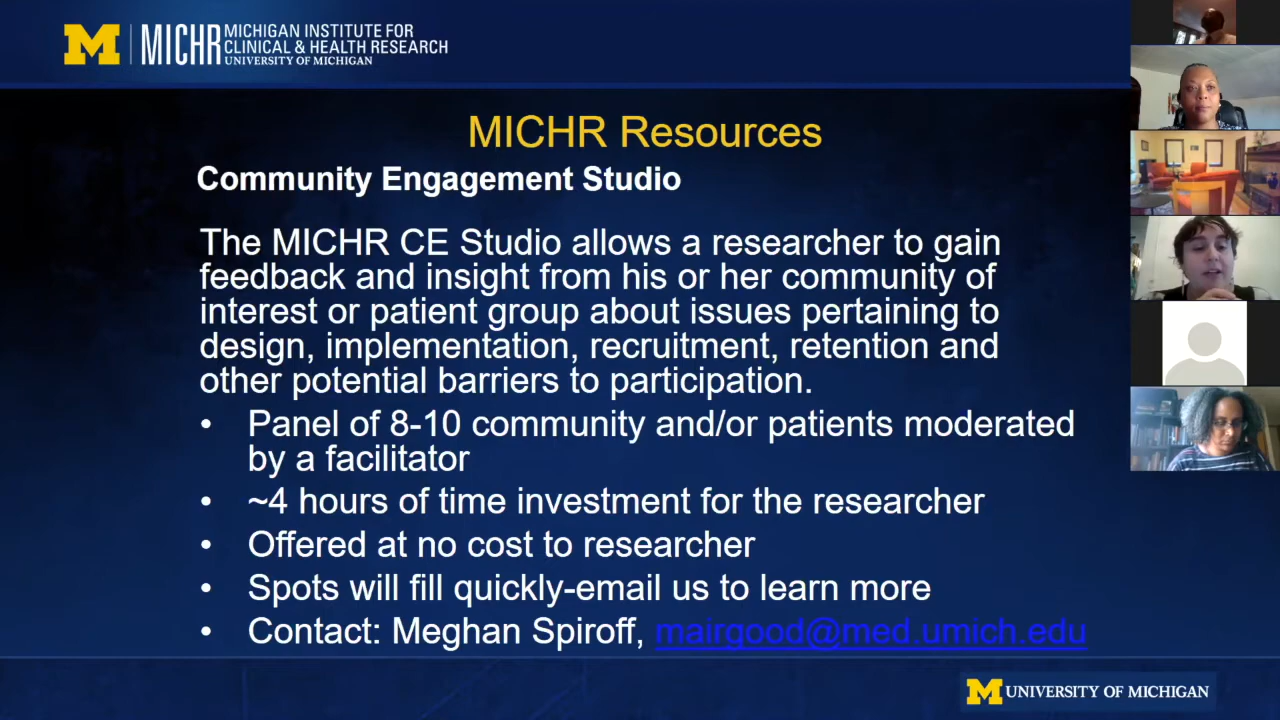 M MICHR MICHIGAN INSTITUTE FOR
CLINICAL & HEALTH RESEARCH
UNIVERSITY OF MICHIGAN
MICHR Resources
Community Engagement Studio
The MICHR CE Studio allows a researcher to gain
feedback and insight from his or her community of
interest or patient group about issues pertaining to
design, implementation, recruitment, retention and
other potential barriers to participation.
• Panel of 8-10 community and/or patients moderated
by a facilitator
• ~4 hours of time investment for the researcher
• Offered at no cost to researcher
• Spots will fill quickly-email us to learn more
• Contact: Meghan Spiroff, mairgood@med.umich.edu
M UNIVERSITY OF MICHIGAN